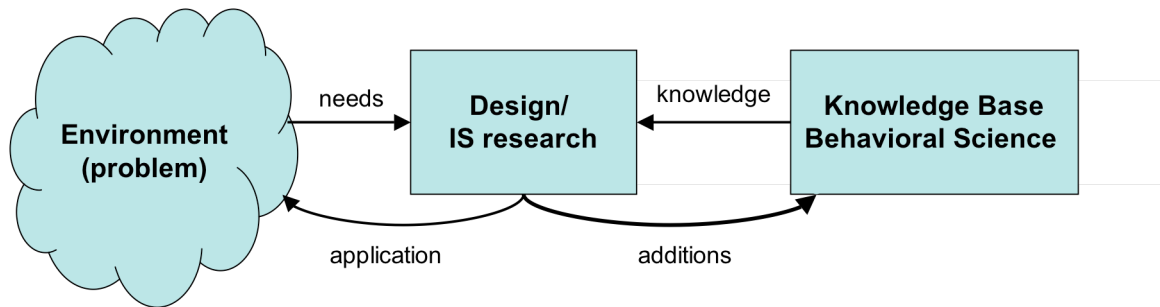 Environment
(problem)
needs
Design/
IS research
knowledge
Knowledge Base
Behavioral Science
application
additions